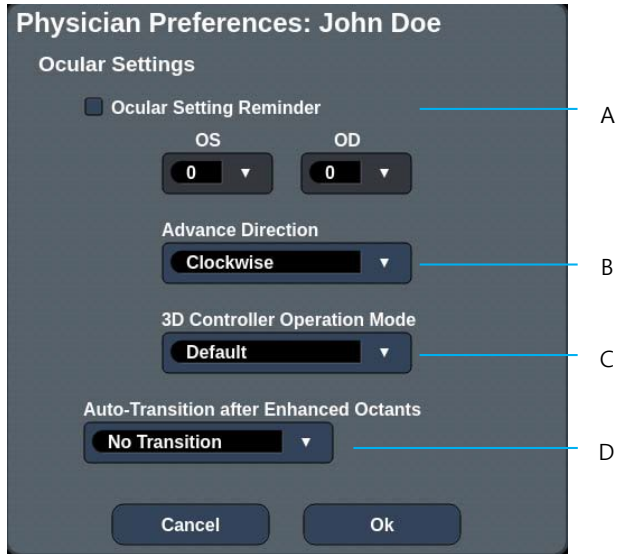 Physician Preferences: John Doe
Ocular Settings
Ocular Setting Reminder
A
OS OD
0 0
Advance Direction
Clockwise
B
3D Controller Operation Mode
Default
C
Auto-Transition after Enhanced Octants
No Transition
D
Cancel Ok